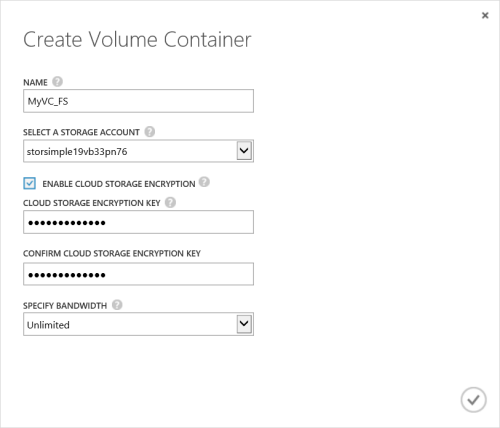 Create Volume Container
NAME ?
MyVC_FS
SELECT A STORAGE ACCOUNT ?
storsimple19vb33pn76
ENABLE CLOUD STORAGE ENCRYPTION ?
CLOUD STORAGE ENCRYPTION KEY ?
●●●●●●●●●●●●●
CONFIRM CLOUD STORAGE ENCRYPTION KEY
●●●●●●●●●●●●●
SPECIFY BANDWIDTH ?
Unlimited